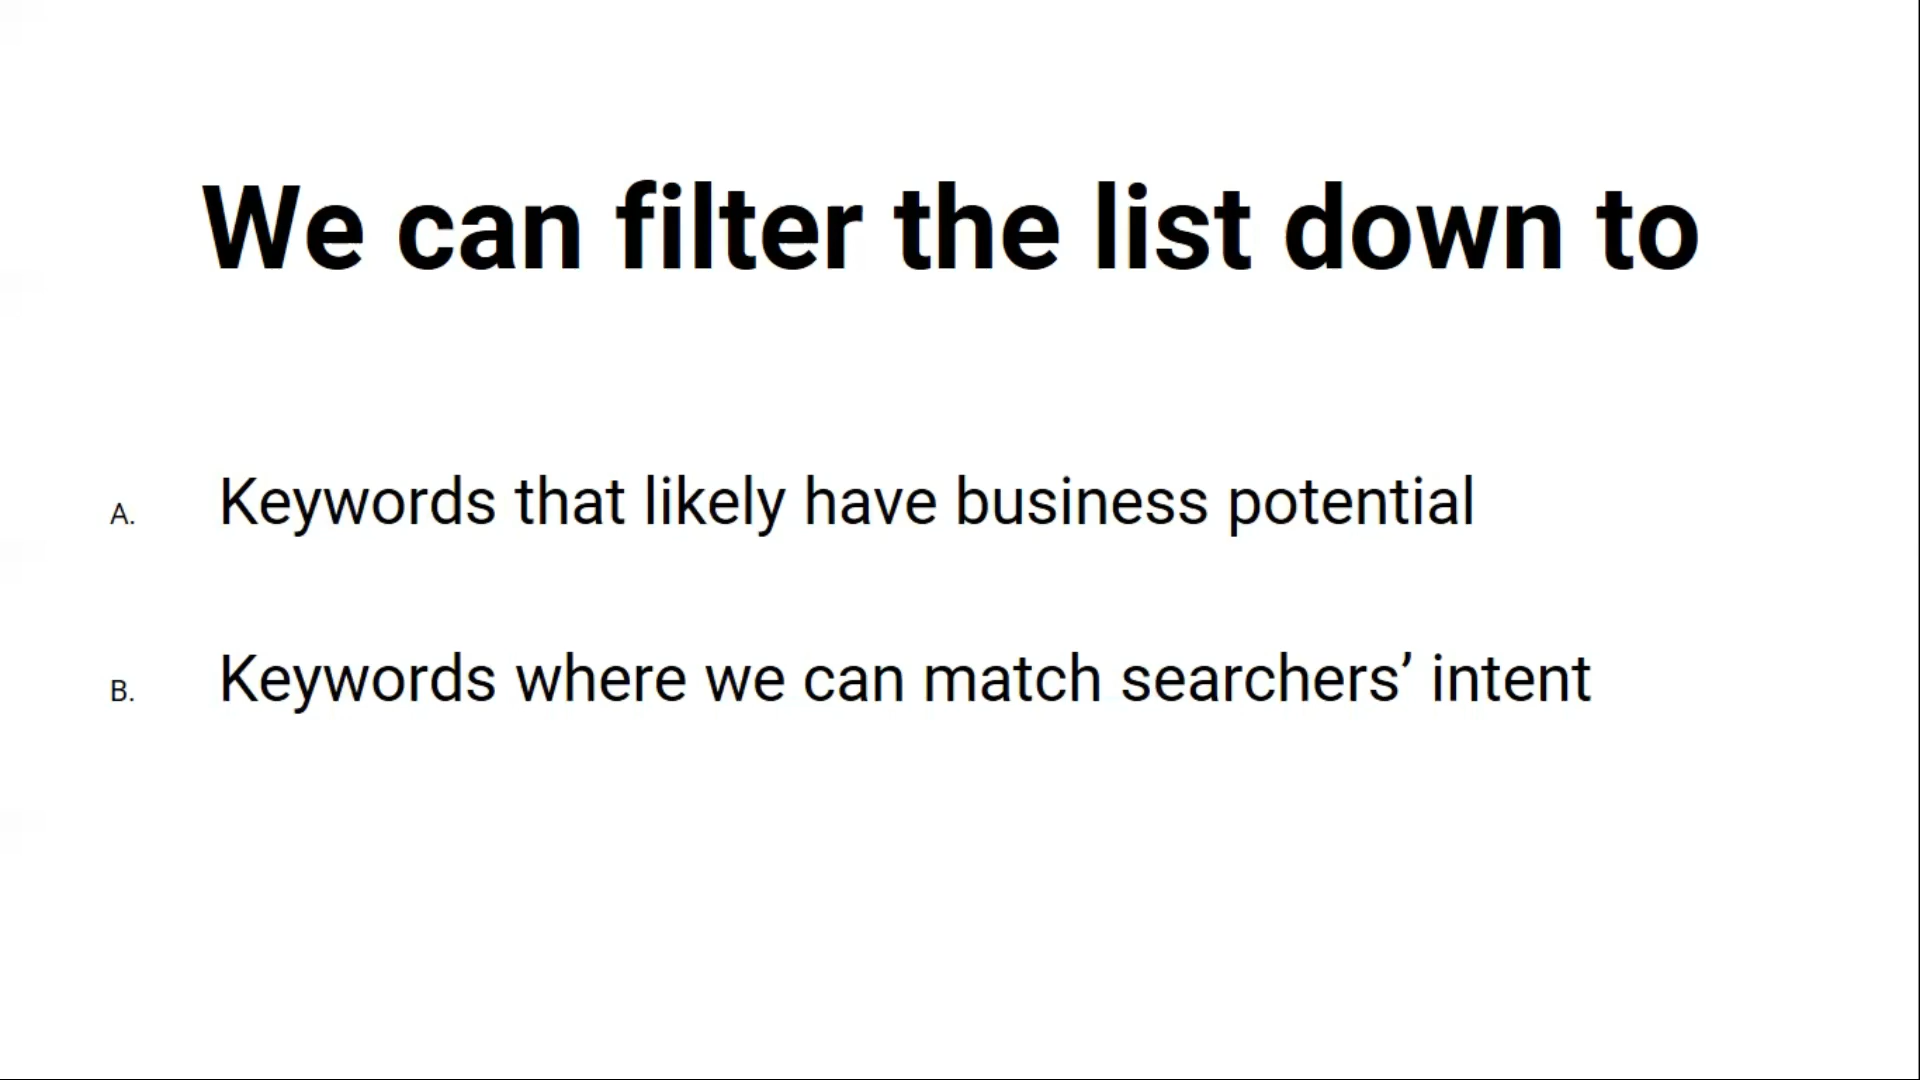 We can filter the list down to
A. Keywords that likely have business potential
B. Keywords where we can match searchers’ intent